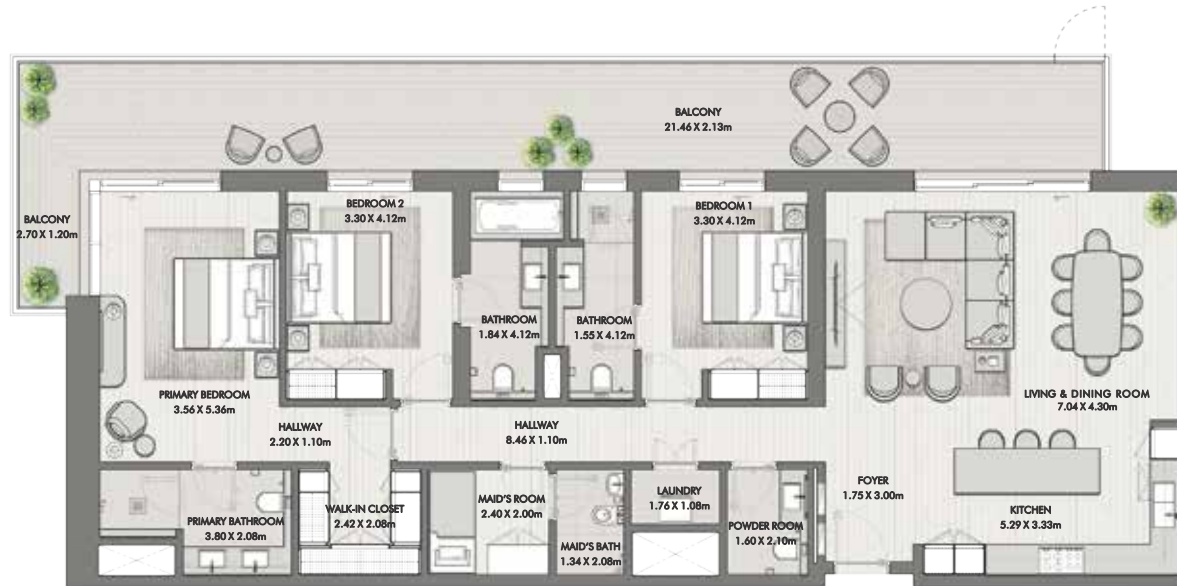 BALCONY
21.46 X 2.13m
BALCONY
2.70 X 1.20m
BEDROOM 2
3.30 X 4.12m
BEDROOM 1
3.30 X 4.12m
BATHROOM
1.84 X 4.12m
BATHROOM
1.55 X 4.12m
PRIMARY BEDROOM
3.56 X 5.36m
LIVING & DINING ROOM
7.04 X 4.30m
HALLWAY
2.20 X 1.10m
HALLWAY
8.46 X 1.10m
FOYER
1.75 X 3.00m
KITCHEN
5.29 X 3.33m
PRIMARY BATHROOM
3.80 X 2.08m
WALK-IN CLOSET
2.42 X 2.08m
MAID'S ROOM
2.40 X 2.00m
MAID'S BATH
1.34 X 2.08m
LAUNDRY
1.76 X 1.08m
POWDER ROOM
1.60 X 2.10m